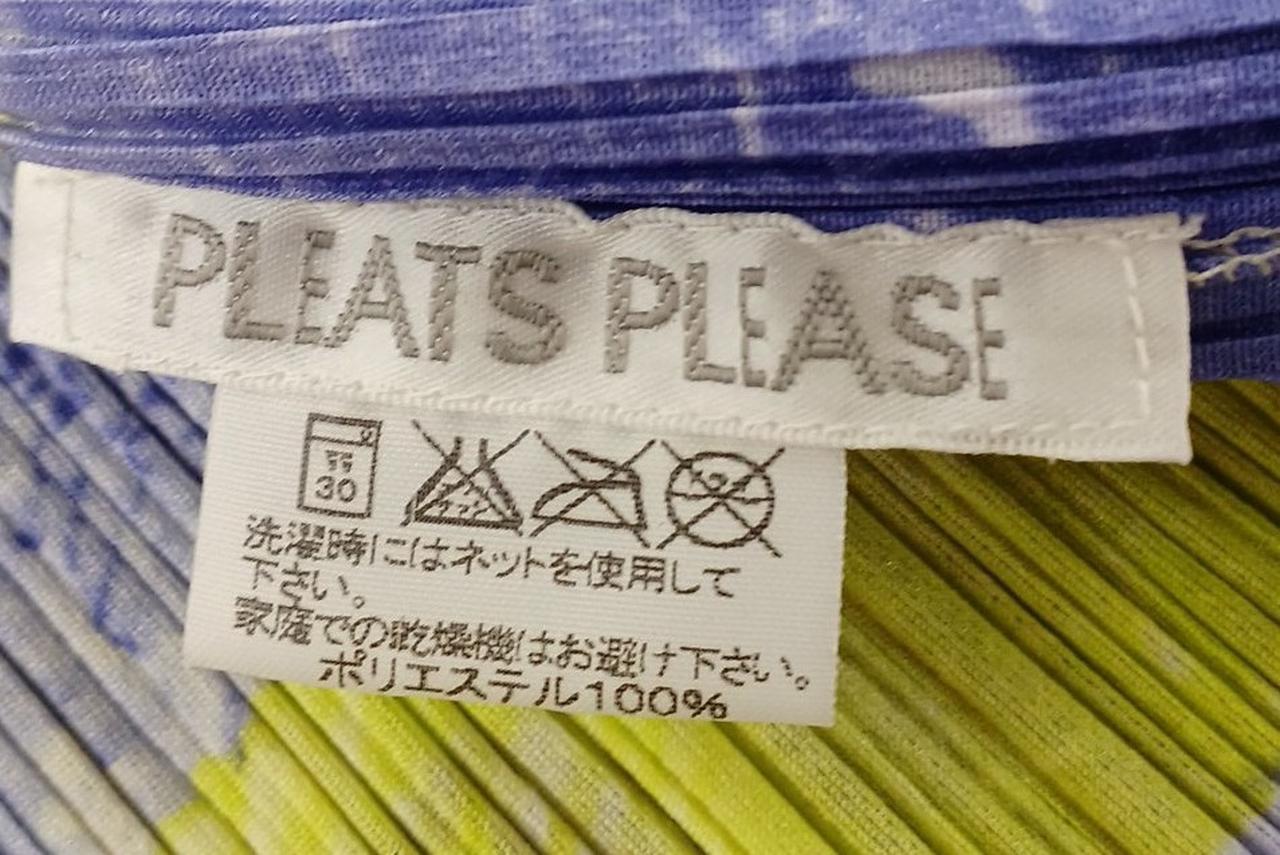 PLEATS PLEASE
30
洗濯時にはネットを使用して
下さい。
家庭での乾燥機はお避け下さい。
ポリエステル100%